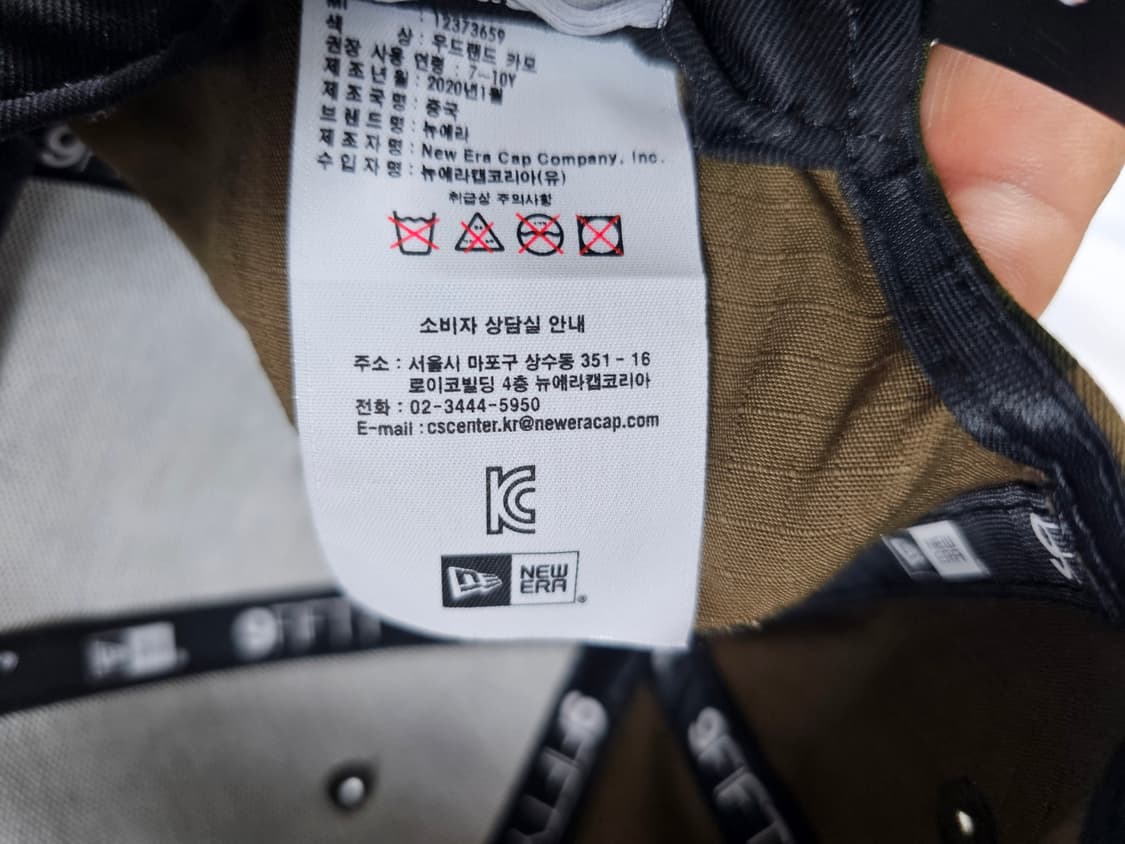 : 12373659
색 상 : 우드랜드 카모
권장 사용 연령 : 7-10Y
제조년월 : 2020년1월
제조국명 : 중국
브랜드명 : 뉴에라
제조자명 : New Era Cap Company, Inc.
수입자명 : 뉴에라캡코리아(유)
취급상 주의사항
소비자 상담실 안내
주소 : 서울시 마포구 상수동 351 - 16
로이코빌딩 4층 뉴에라캡코리아
전화 : 02-3444-5950
E-mail : cscenter.kr@neweracap.com
KC
NEW
ERA
9FIFTY
9FIFTY
9FIFT